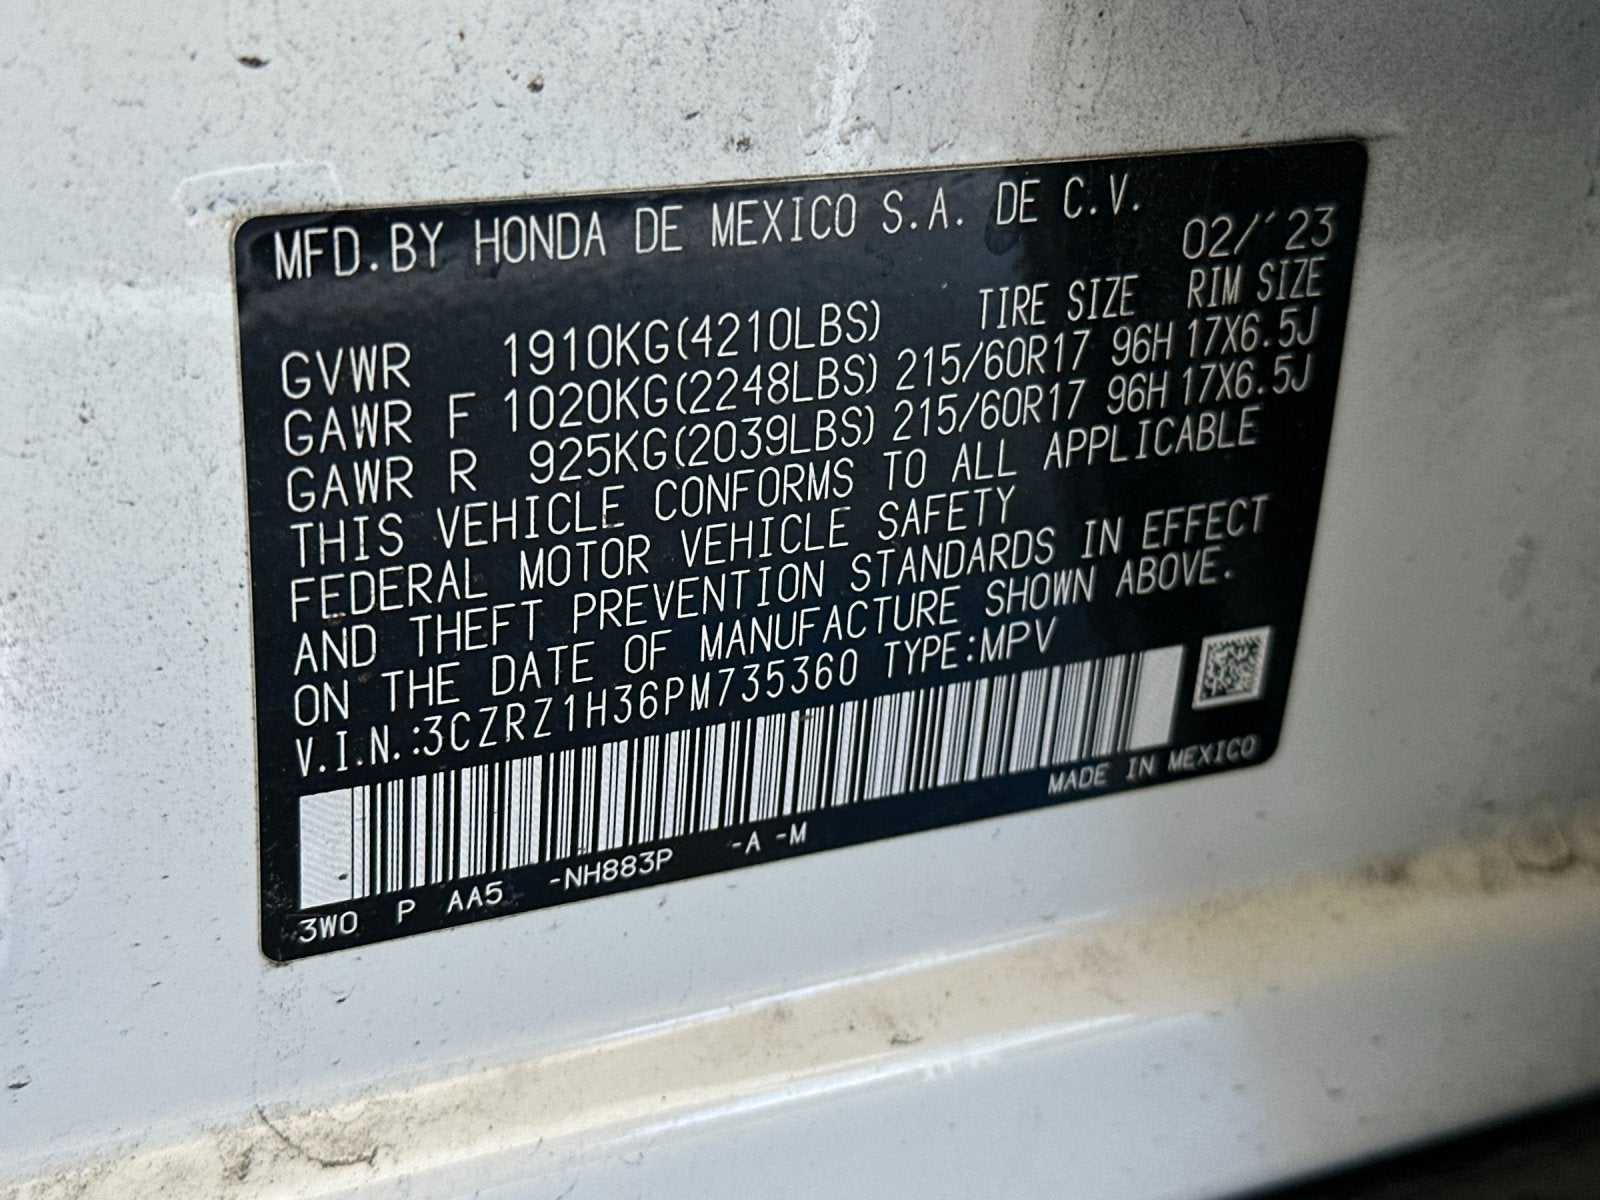 MFD.BY HONDA DE MEXICO S.A. DE C.V.
02/'23
TIRE SIZE RIM SIZE
GVWR 1910KG(4210LBS)
GAWR F 1020KG(2248LBS) 215/60R17 96H 17X6.5J
GAWR R 925KG(2039LBS) 215/60R17 96H 17X6.5J
THIS VEHICLE CONFORMS TO ALL APPLICABLE
FEDERAL MOTOR VEHICLE SAFETY
AND THEFT PREVENTION STANDARDS IN EFFECT
ON THE DATE OF MANUFACTURE SHOWN ABOVE.
V.I.N.:3CZRZ1H36PM735360 TYPE:MPV
MADE IN MEXICO
3W0 P AA5 -NH883P -A -M